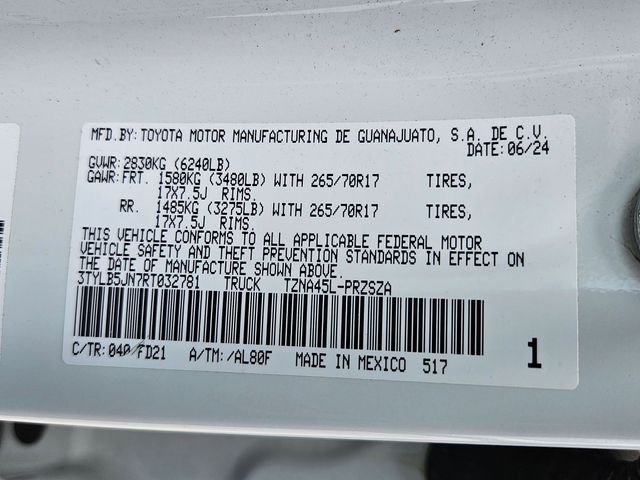 MFD.BY: TOYOTA MOTOR MANUFACTURING DE GUANAJUATO, S.A. DE C.V.
DATE: 06/24
GVWR: 2830KG (6240LB)
GAWR: FRT. 1580KG (3480LB) WITH 265/70R17 TIRES,
17X7.5J RIMS.
RR. 1485KG (3275LB) WITH 265/70R17 TIRES,
17X7.5J RIMS.
THIS VEHICLE CONFORMS TO ALL APPLICABLE FEDERAL MOTOR
VEHICLE SAFETY AND THEFT PREVENTION STANDARDS IN EFFECT ON
THE DATE OF MANUFACTURE SHOWN ABOVE.
3TYLB5JN7RT032781 TRUCK TZNA45L-PRZSZA
C/TR: 040/FD21 A/TM: /AL80F MADE IN MEXICO 517 1